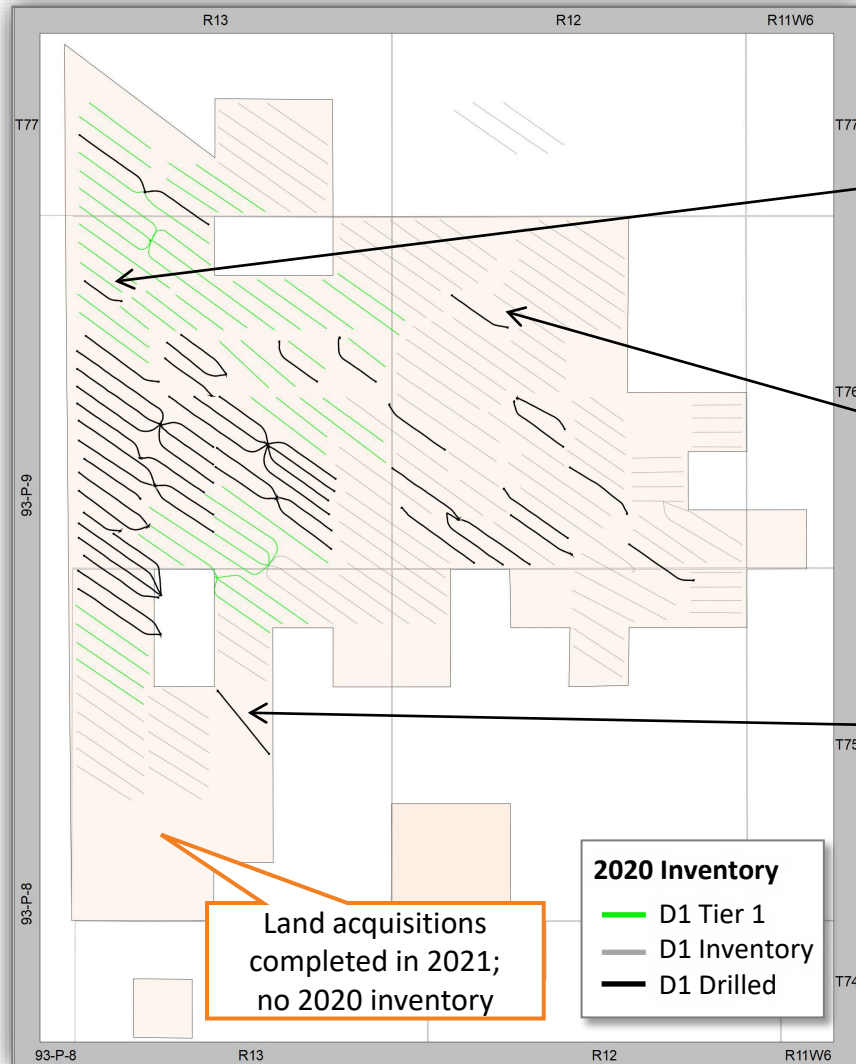 R13 R12 R11W6
T77 T77
T76
93-P-9
T75
93-P-8
Land acquisitions
completed in 2021;
no 2020 inventory
2020 Inventory
D1 Tier 1
D1 Inventory
D1 Drilled
T74
93-P-8 R13 R12 R11W6